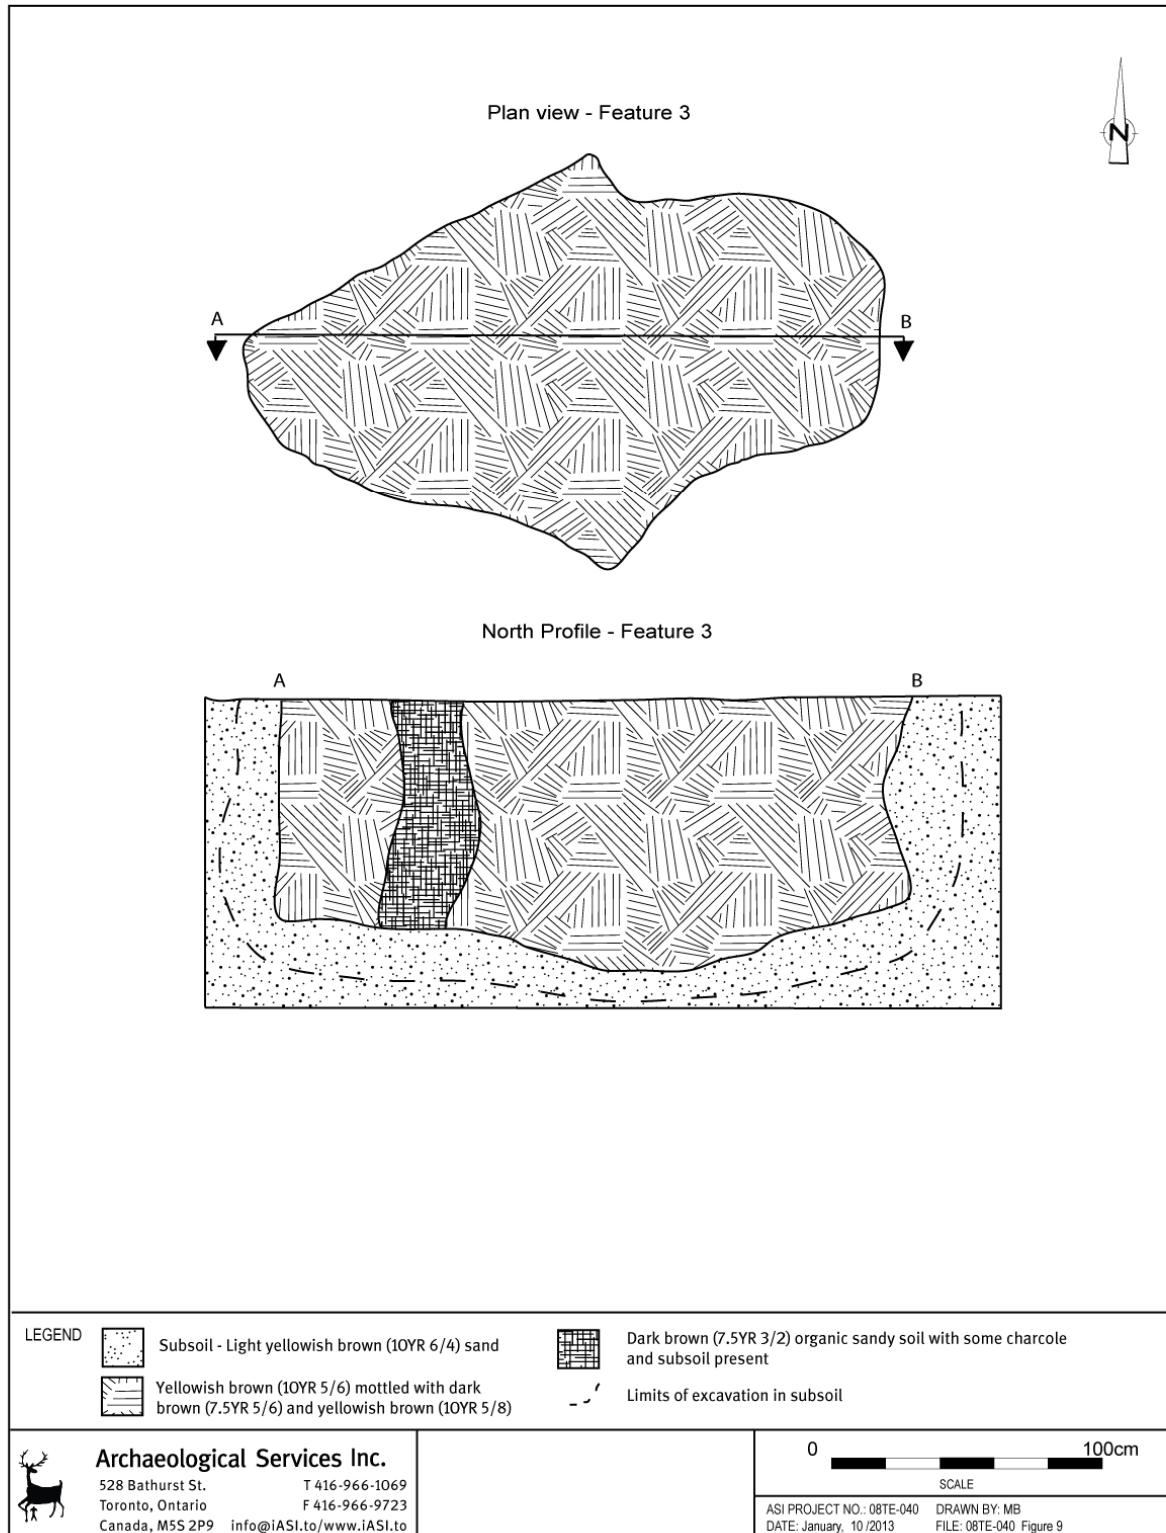 Plan view - Feature 3
N
A
B
North Profile - Feature 3
A
B
LEGEND
Subsoil - Light yellowish brown (10YR 6/4) sand
Yellowish brown (10YR 5/6) mottled with dark
brown (7.5YR 5/6) and yellowish brown (10YR 5/8)
Dark brown (7.5YR 3/2) organic sandy soil with some charcole
and subsoil present
Limits of excavation in subsoil
Archaeological Services Inc.
528 Bathurst St. T 416-966-1069
Toronto, Ontario F 416-966-9723
Canada, M5S 2P9 info@iASI.to/www.iASI.to
0 100cm
SCALE
ASI PROJECT NO.: 08TE-040 DRAWN BY: MB
DATE: January, 10 /2013 FILE: 08TE-040 Figure 9